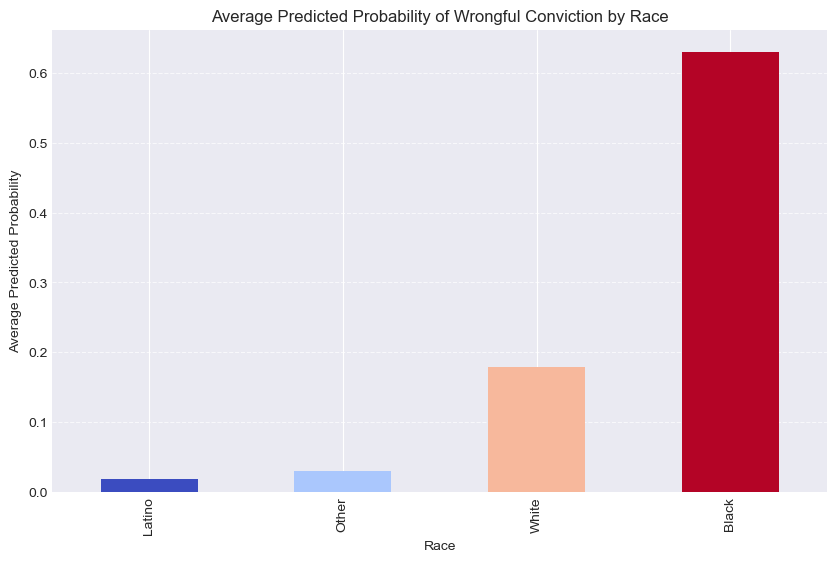 Average Predicted Probability of Wrongful Conviction by Race
Average Predicted Probability
0.6
0.5
0.4
0.3
0.2
0.1
0.0
Latino
Other
White
Black
Race